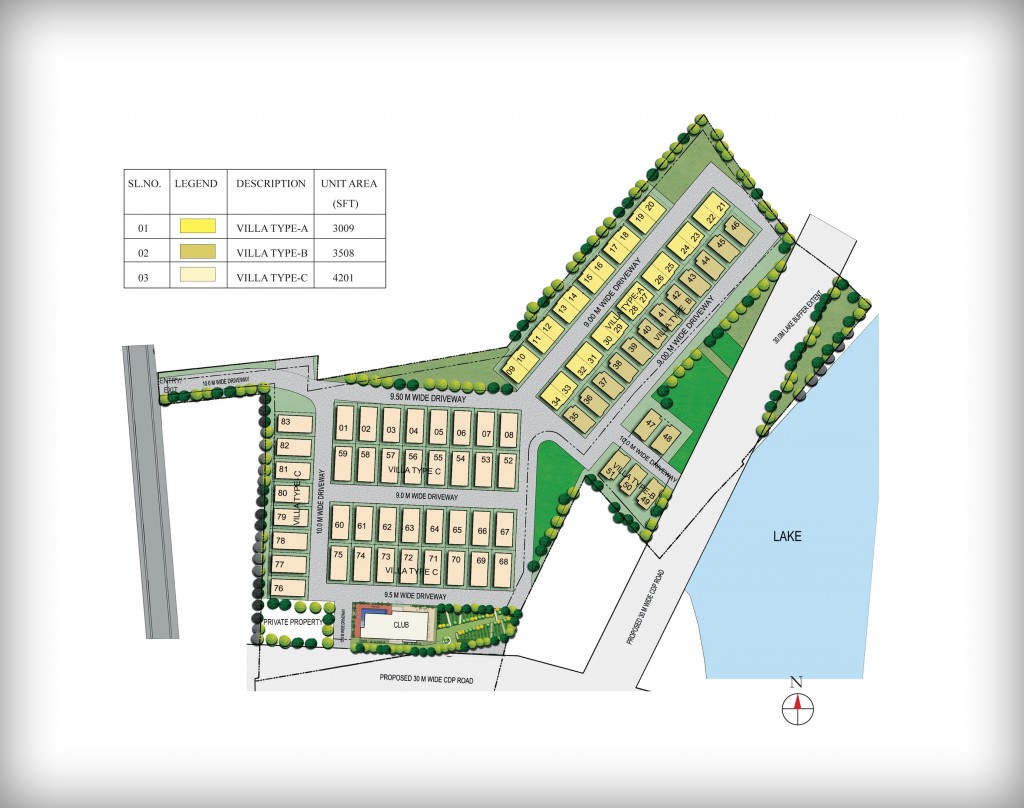 SL.NO. LEGEND DESCRIPTION UNIT AREA
(SFT)
01 VILLA TYPE-A 3009
02 VILLA TYPE-B 3508
03 VILLA TYPE-C 4201
20
19
18
17
16
15
14
13
12
11
10
09
9.00 M WIDE DRIVEWAY
21
22
23
24
25
26
27
28
29
30
31
32
33
34
VILLA TYPE-A
46
45
44
43
42
41
40
39
38
37
36
35
VILLA TYPE B
9.00 M WIDE DRIVEWAY
30.0M LAKE BUFFER EXTENT
ENTRY/
EXIT
10.0 M WIDE DRIVEWAY
9.50 M WIDE DRIVEWAY
83
82
81
80
79
78
77
76
VILLA TYPE C
10.0 M WIDE DRIVEWAY
01 02 03 04 05 06 07 08
59 58 57 56 55 54 53 52
VILLA TYPE C
9.0 M WIDE DRIVEWAY
60 61 62 63 64 65 66 67
75 74 73 72 71 70 69 68
VILLA TYPE C
9.5 M WIDE DRIVEWAY
47
48
10.0 M WIDE DRIVEWAY
VILLA TYPE-B
51
50
49
LAKE
PRIVATE PROPERTY
CLUB
PROPOSED 30 M WIDE CDP ROAD
PROPOSED 30 M WIDE CDP ROAD
N